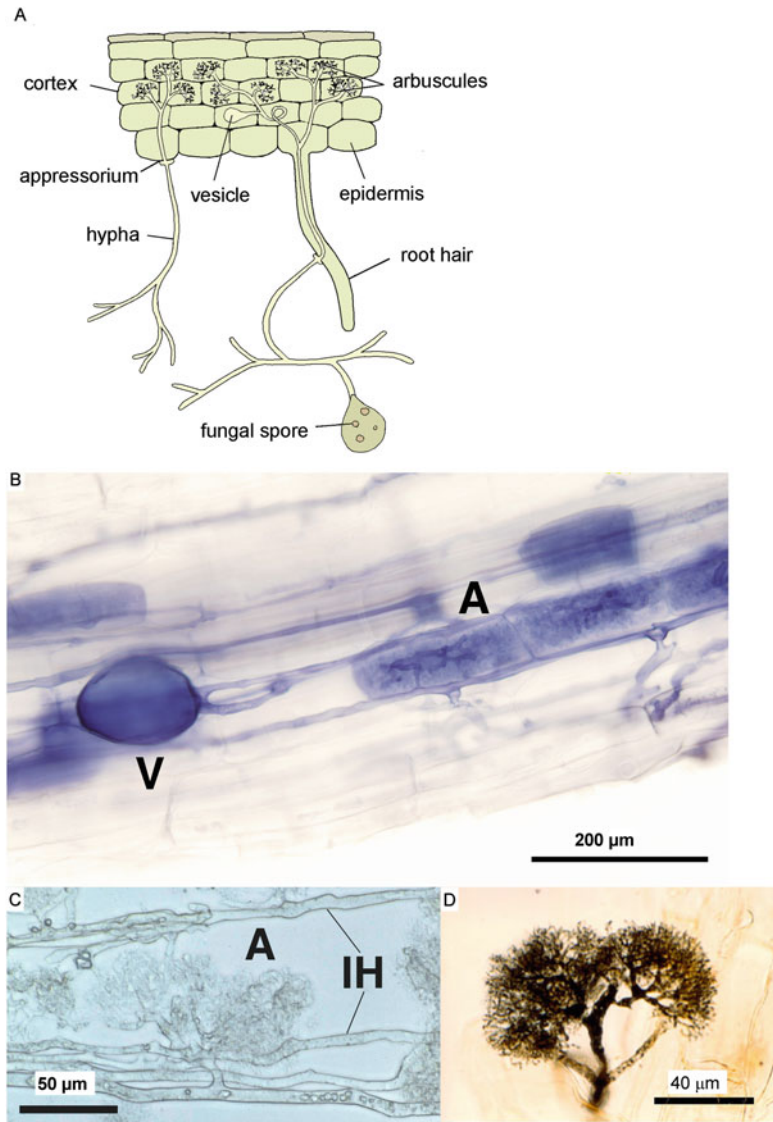 A
cortex
arbuscules
appressorium
vesicle
epidermis
hypha
root hair
fungal spore
B
A
V
200 µm
C
A
IH
50 µm
D
40 µm